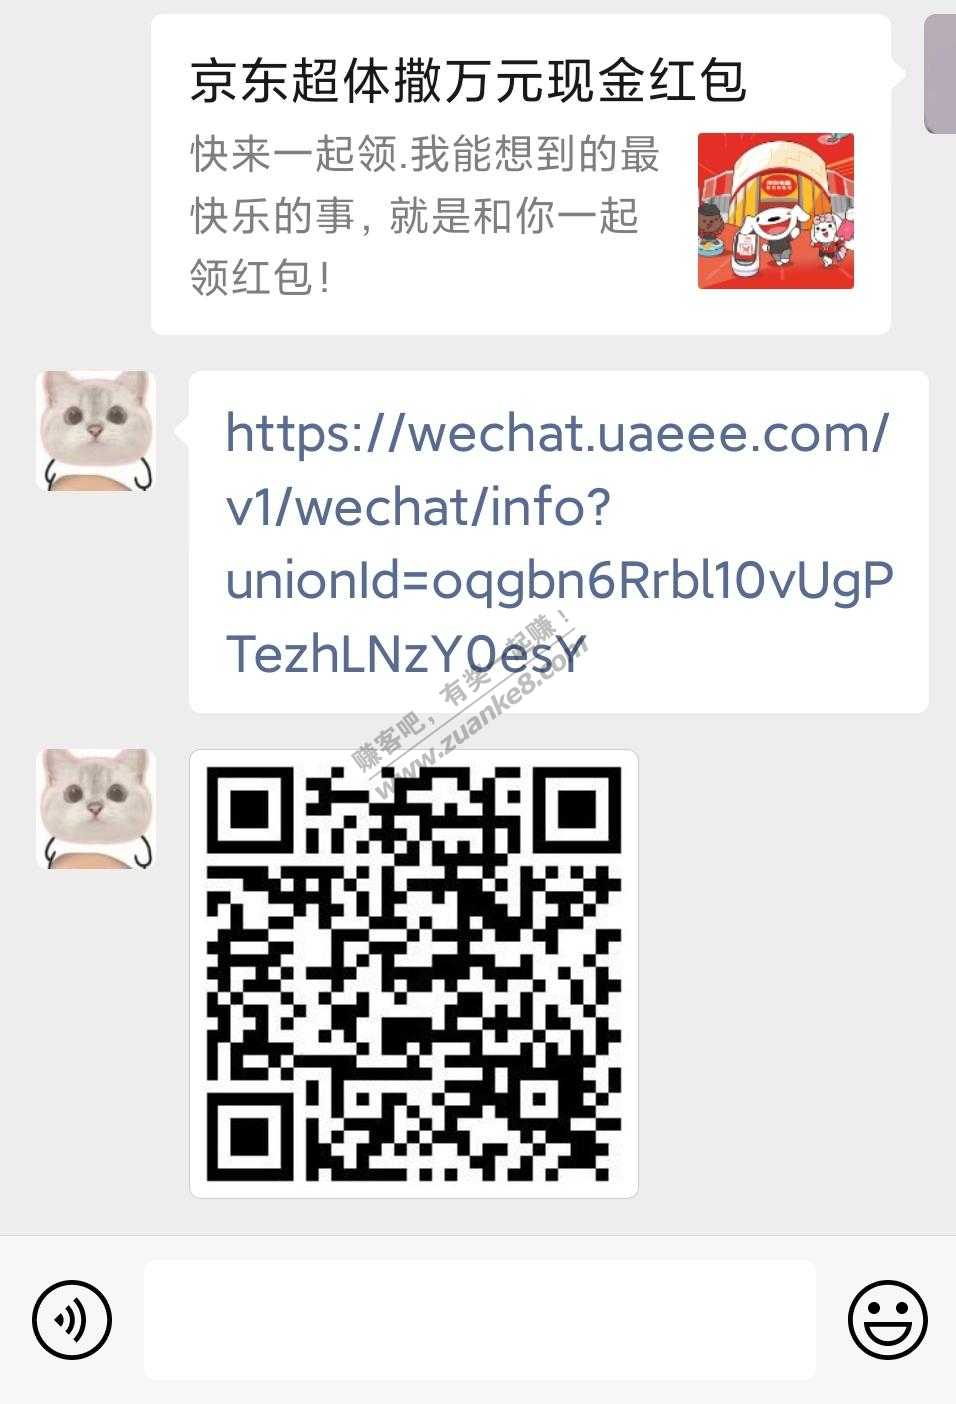 京东超体撒万元现金红包
快来一起领.我能想到的最
快乐的事, 就是和你一起
领红包!
https://wechat.uaeee.com/
v1/wechat/info?
unionId=oqgbn6Rrbl10vUgP
TezhLNzY0esY
赚客吧, 有奖一起赚!
www.zuanke8.com